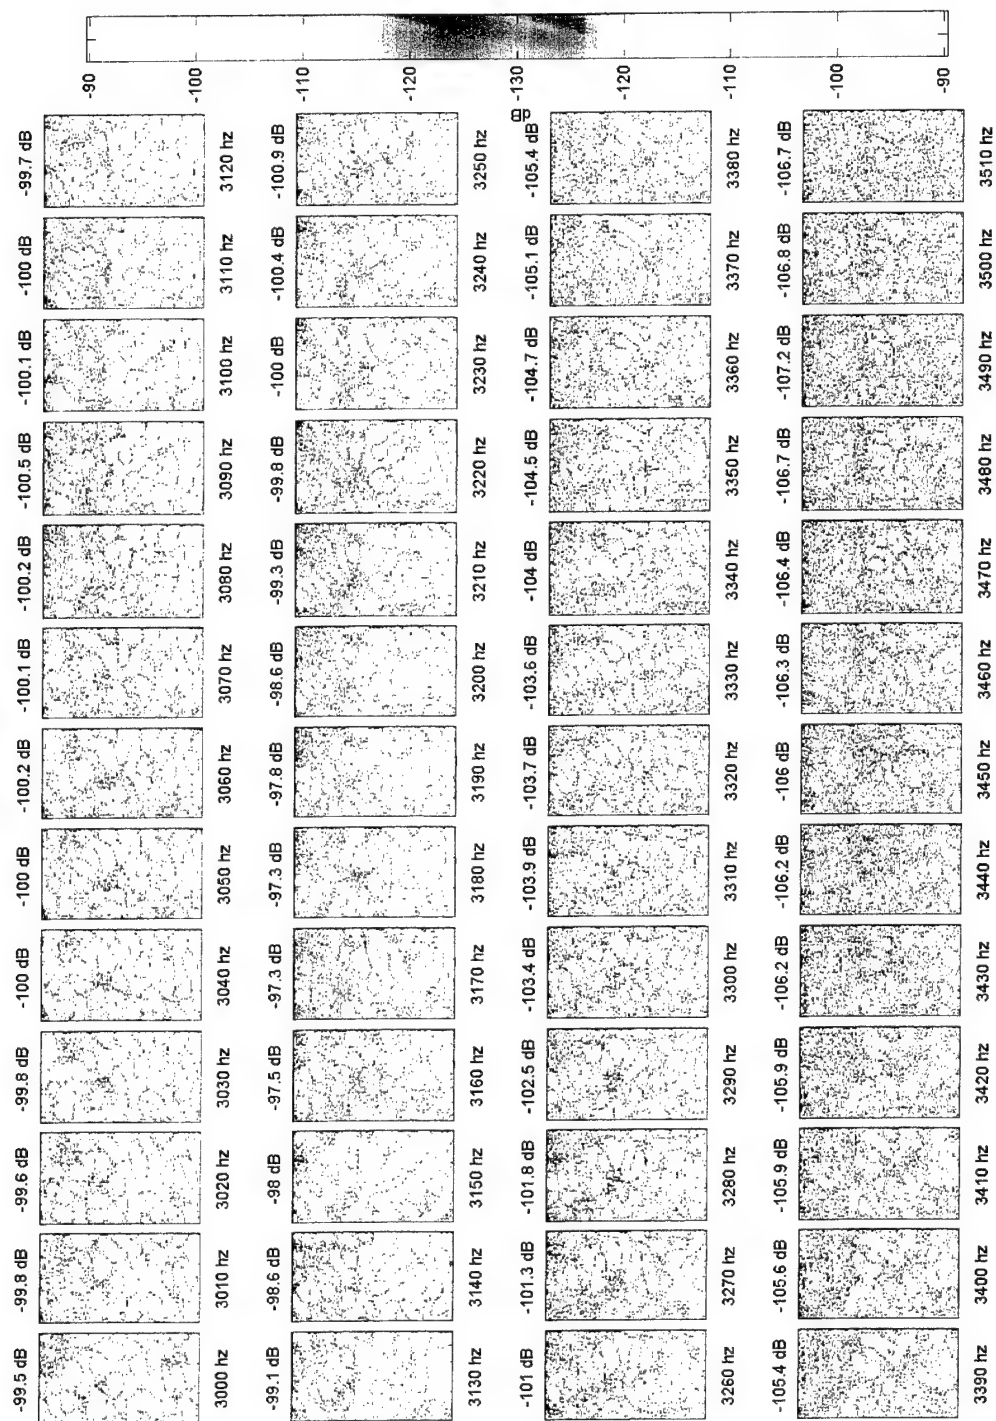 -99.5 dB -99.8 dB -99.6 dB -99.8 dB -100 dB -100 dB -100.2 dB -100.1 dB -100.2 dB -100.5 dB -100.1 dB -100 dB -99.7 dB
3000 hz 3010 hz 3020 hz 3030 hz 3040 hz 3050 hz 3060 hz 3070 hz 3080 hz 3090 hz 3100 hz 3110 hz 3120 hz
-99.1 dB -98.6 dB -98 dB -97.5 dB -97.3 dB -97.3 dB -97.8 dB -98.6 dB -99.3 dB -99.8 dB -100 dB -100.4 dB -100.9 dB
3130 hz 3140 hz 3150 hz 3160 hz 3170 hz 3180 hz 3190 hz 3200 hz 3210 hz 3220 hz 3230 hz 3240 hz 3250 hz
-101 dB -101.3 dB -101.8 dB -102.5 dB -103.4 dB -103.9 dB -103.7 dB -103.6 dB -104 dB -104.5 dB -104.7 dB -105.1 dB -105.4 dB
3260 hz 3270 hz 3280 hz 3290 hz 3300 hz 3310 hz 3320 hz 3330 hz 3340 hz 3350 hz 3360 hz 3370 hz 3380 hz
-105.4 dB -105.6 dB -105.9 dB -105.9 dB -106.2 dB -106.2 dB -106 dB -106.3 dB -106.4 dB -106.7 dB -107.2 dB -106.8 dB -106.7 dB
3390 hz 3400 hz 3410 hz 3420 hz 3430 hz 3440 hz 3450 hz 3460 hz 3470 hz 3480 hz 3490 hz 3500 hz 3510 hz
-90
-100
-110
-120
-130
dB
-120
-110
-100
-90